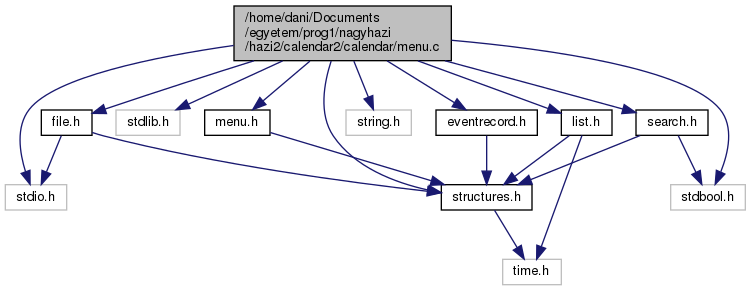 /home/dani/Documents
/egyetem/prog1/nagyhazi
/hazi2/calendar2/calendar/menu.c
file.h
stdlib.h
menu.h
string.h
eventrecord.h
list.h
search.h
stdio.h
structures.h
stdbool.h
time.h